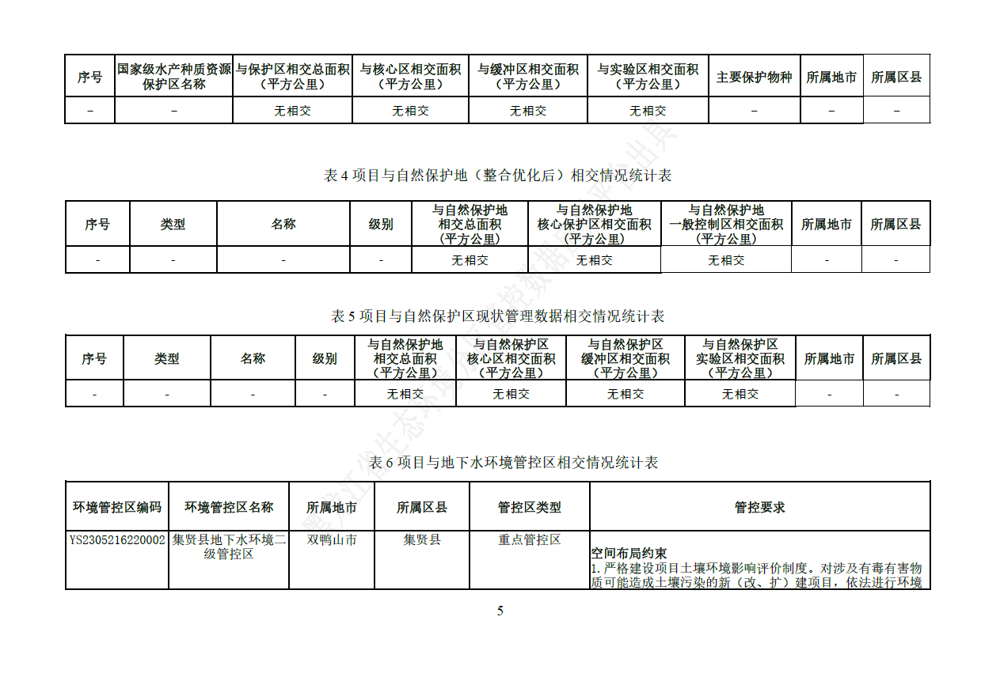 序号 国家级水产种质资源保护区名称 与保护区相交总面积（平方公里） 与核心区相交面积（平方公里） 与缓冲区相交面积（平方公里） 与实验区相交面积（平方公里） 主要保护物种 所属地市 所属区县
– – 无相交 无相交 无相交 无相交 – – –
表 4 项目与自然保护地（整合优化后）相交情况统计表
序号 类型 名称 级别 与自然保护地相交总面积(平方公里) 与自然保护地核心保护区相交面积(平方公里) 与自然保护地一般控制区相交面积(平方公里) 所属地市 所属区县
- - - - 无相交 无相交 无相交 - -
表 5 项目与自然保护区现状管理数据相交情况统计表
序号 类型 名称 级别 与自然保护地相交总面积（平方公里） 与自然保护区核心区相交面积（平方公里） 与自然保护区缓冲区相交面积（平方公里） 与自然保护区实验区相交面积（平方公里） 所属地市 所属区县
- - - - 无相交 无相交 无相交 无相交 - -
表 6 项目与地下水环境管控区相交情况统计表
环境管控区编码 环境管控区名称 所属地市 所属区县 管控区类型 管控要求
YS2305216220002 集贤县地下水环境二级管控区 双鸭山市 集贤县 重点管控区
空间布局约束
1.严格建设项目土壤环境影响评价制度。对涉及有毒有害物
质可能造成土壤污染的新（改、扩）建项目，依法进行环境
5
黑龙江省生态环境分区管控数据应用平台出具